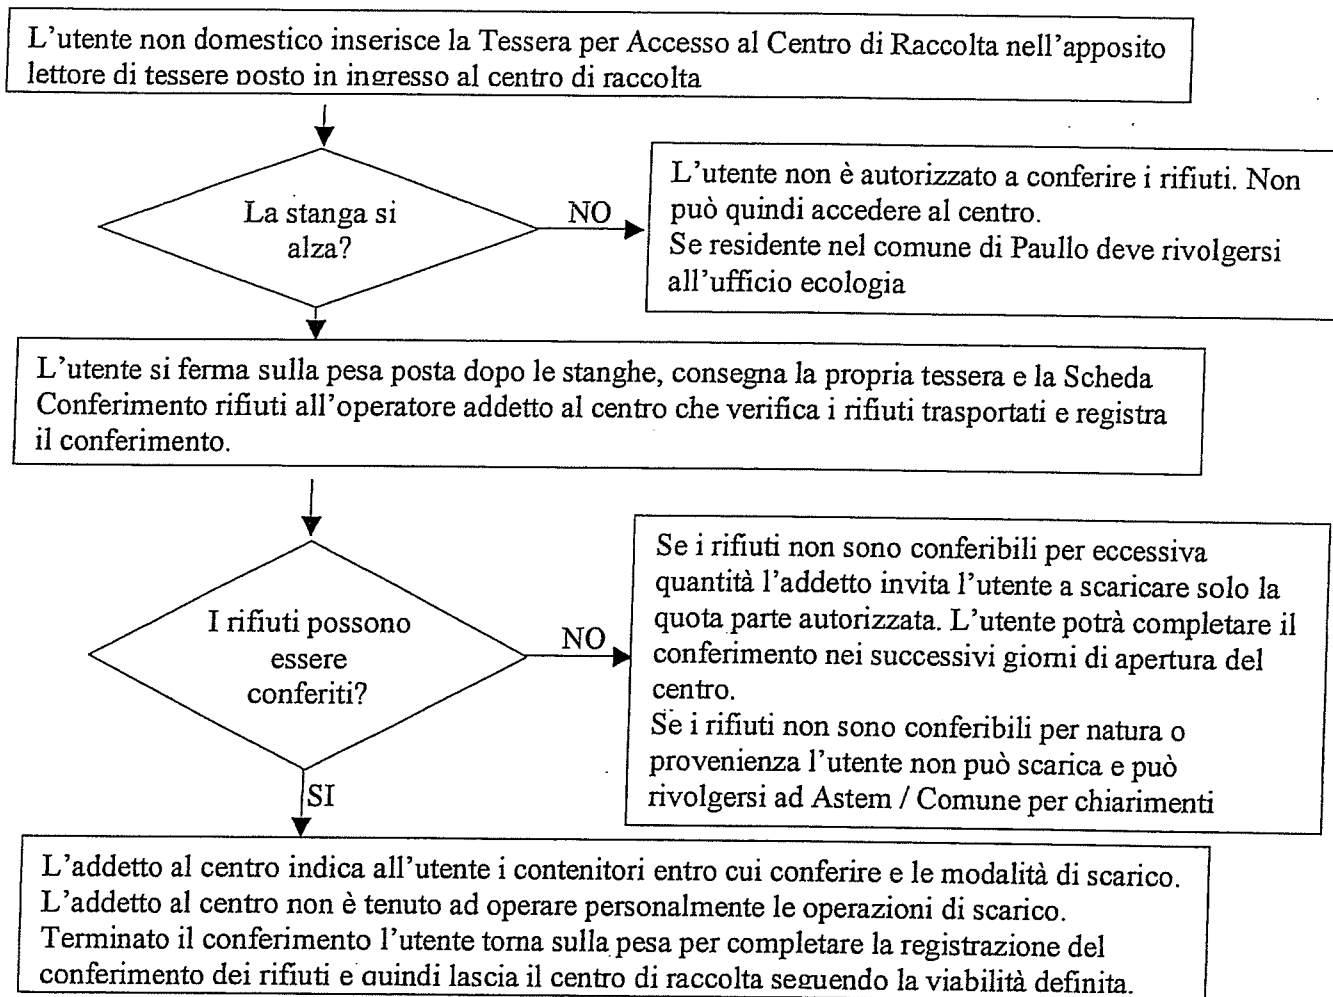 L'utente non domestico inserisce la Tessera per Accesso al Centro di Raccolta nell'apposito
lettore di tessere posto in ingresso al centro di raccolta
La stanga si
alza?
NO
L'utente non è autorizzato a conferire i rifiuti. Non
può quindi accedere al centro.
Se residente nel comune di Paullo deve rivolgersi
all'ufficio ecologia
L'utente si ferma sulla pesa posta dopo le stanghe, consegna la propria tessera e la Scheda
Conferimento rifiuti all'operatore addetto al centro che verifica i rifiuti trasportati e registra
il conferimento.
I rifiuti possono
essere
conferiti?
NO
Se i rifiuti non sono conferibili per eccessiva
quantità l'addetto invita l'utente a scaricare solo la
quota parte autorizzata. L'utente potrà completare il
conferimento nei successivi giorni di apertura del
centro.
Se i rifiuti non sono conferibili per natura o
provenienza l'utente non può scarica e può
rivolgersi ad Astem / Comune per chiarimenti
SI
L'addetto al centro indica all'utente i contenitori entro cui conferire e le modalità di scarico.
L'addetto al centro non è tenuto ad operare personalmente le operazioni di scarico.
Terminato il conferimento l'utente torna sulla pesa per completare la registrazione del
conferimento dei rifiuti e quindi lascia il centro di raccolta seguendo la viabilità definita.